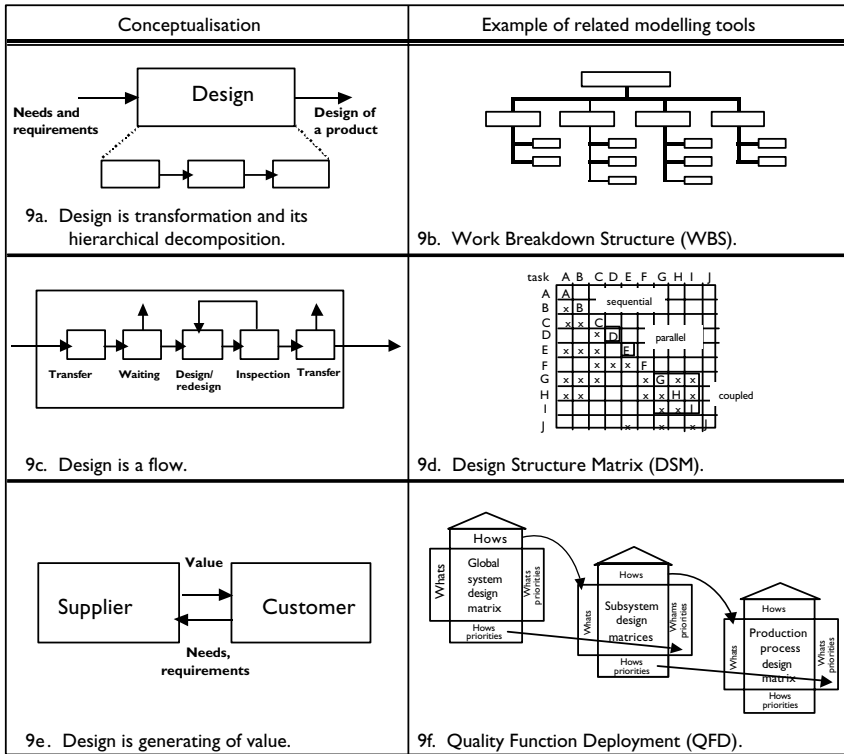 Conceptualisation
Example of related modelling tools
Design
Needs and
requirements
Design of
a product
9a. Design is transformation and its
hierarchical decomposition.
9b. Work Breakdown Structure (WBS).
Transfer
Waiting
Design/
redesign
Inspection
Transfer
9c. Design is a flow.
task A B C D E F G H I J
A A
B x B sequential
C x x C
D x D parallel
E x x x E
F x x x F
G x x x x G x x
H x x x x H x coupled
I x x I
J x x x J
9d. Design Structure Matrix (DSM).
Supplier
Value
Customer
Needs,
requirements
9e. Design is generating of value.
Hows
Whats
Global
system
design
matrix
Whats
priorities
Hows
priorities
Hows
Whats
Subsystem
design
matrices
Whams
priorities
Hows
priorities
Hows
Whats
Production
process
design
matrix
Whats
priorities
Hows
priorities
9f. Quality Function Deployment (QFD).